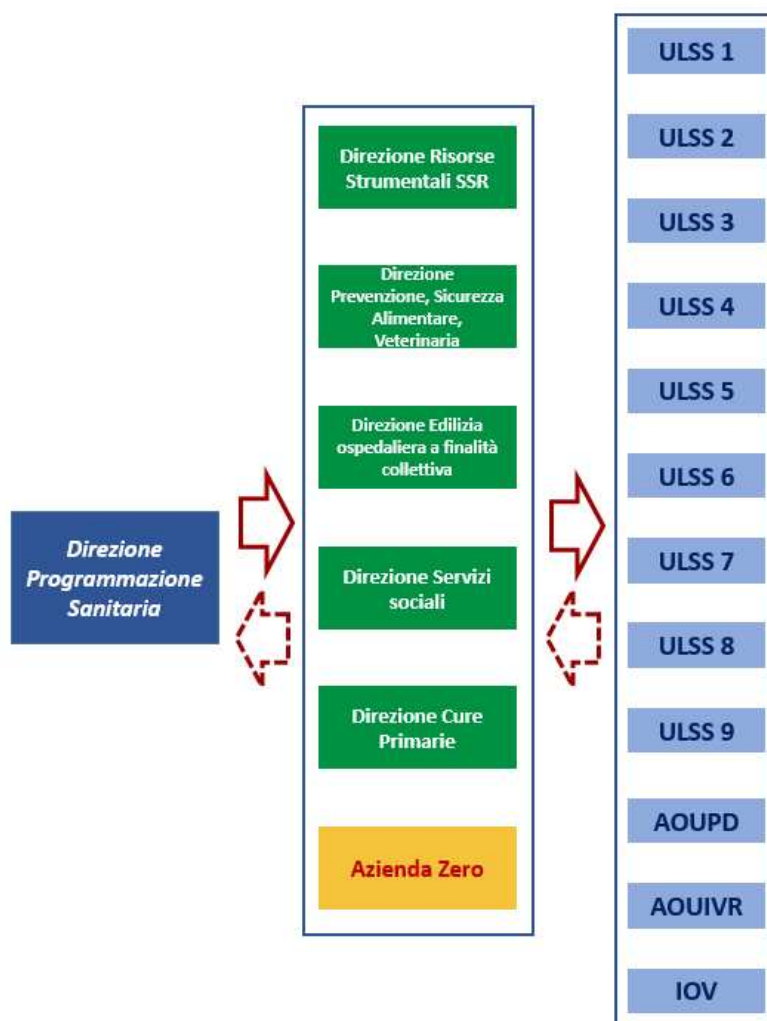 Direzione
Programmazione
Sanitaria
Direzione Risorse
Strumentali SSR
Direzione
Prevenzione, Sicurezza
Alimentare,
Veterinaria
Direzione Edilizia
ospedaliera a finalità
collettiva
Direzione Servizi
sociali
Direzione Cure
Primarie
Azienda Zero
ULSS 1
ULSS 2
ULSS 3
ULSS 4
ULSS 5
ULSS 6
ULSS 7
ULSS 8
ULSS 9
AOUPD
AOUIVR
IOV